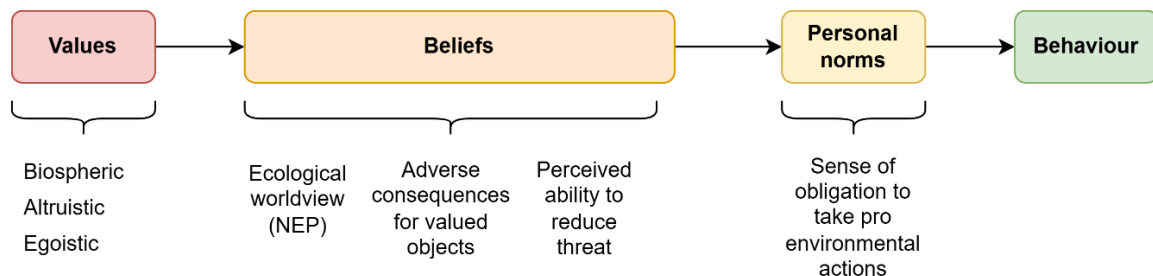 Values
Beliefs
Personal
norms
Behaviour
Biospheric
Altruistic
Egoistic
Ecological
worldview
(NEP)
Adverse
consequences
for valued
objects
Perceived
ability to
reduce
threat
Sense of
obligation to
take pro
environmental
actions